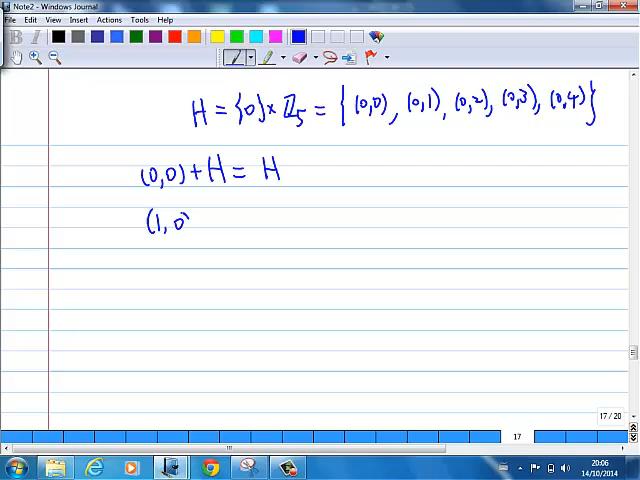 Note2 - Windows Journal
File Edit View Insert Actions Tools Help
H = {0} × ℤ₅ = { (0,0), (0,1), (0,2), (0,3), (0,4) }
(0,0) + H = H
(1, 0)
17 / 20
17
20:06
14/10/2014